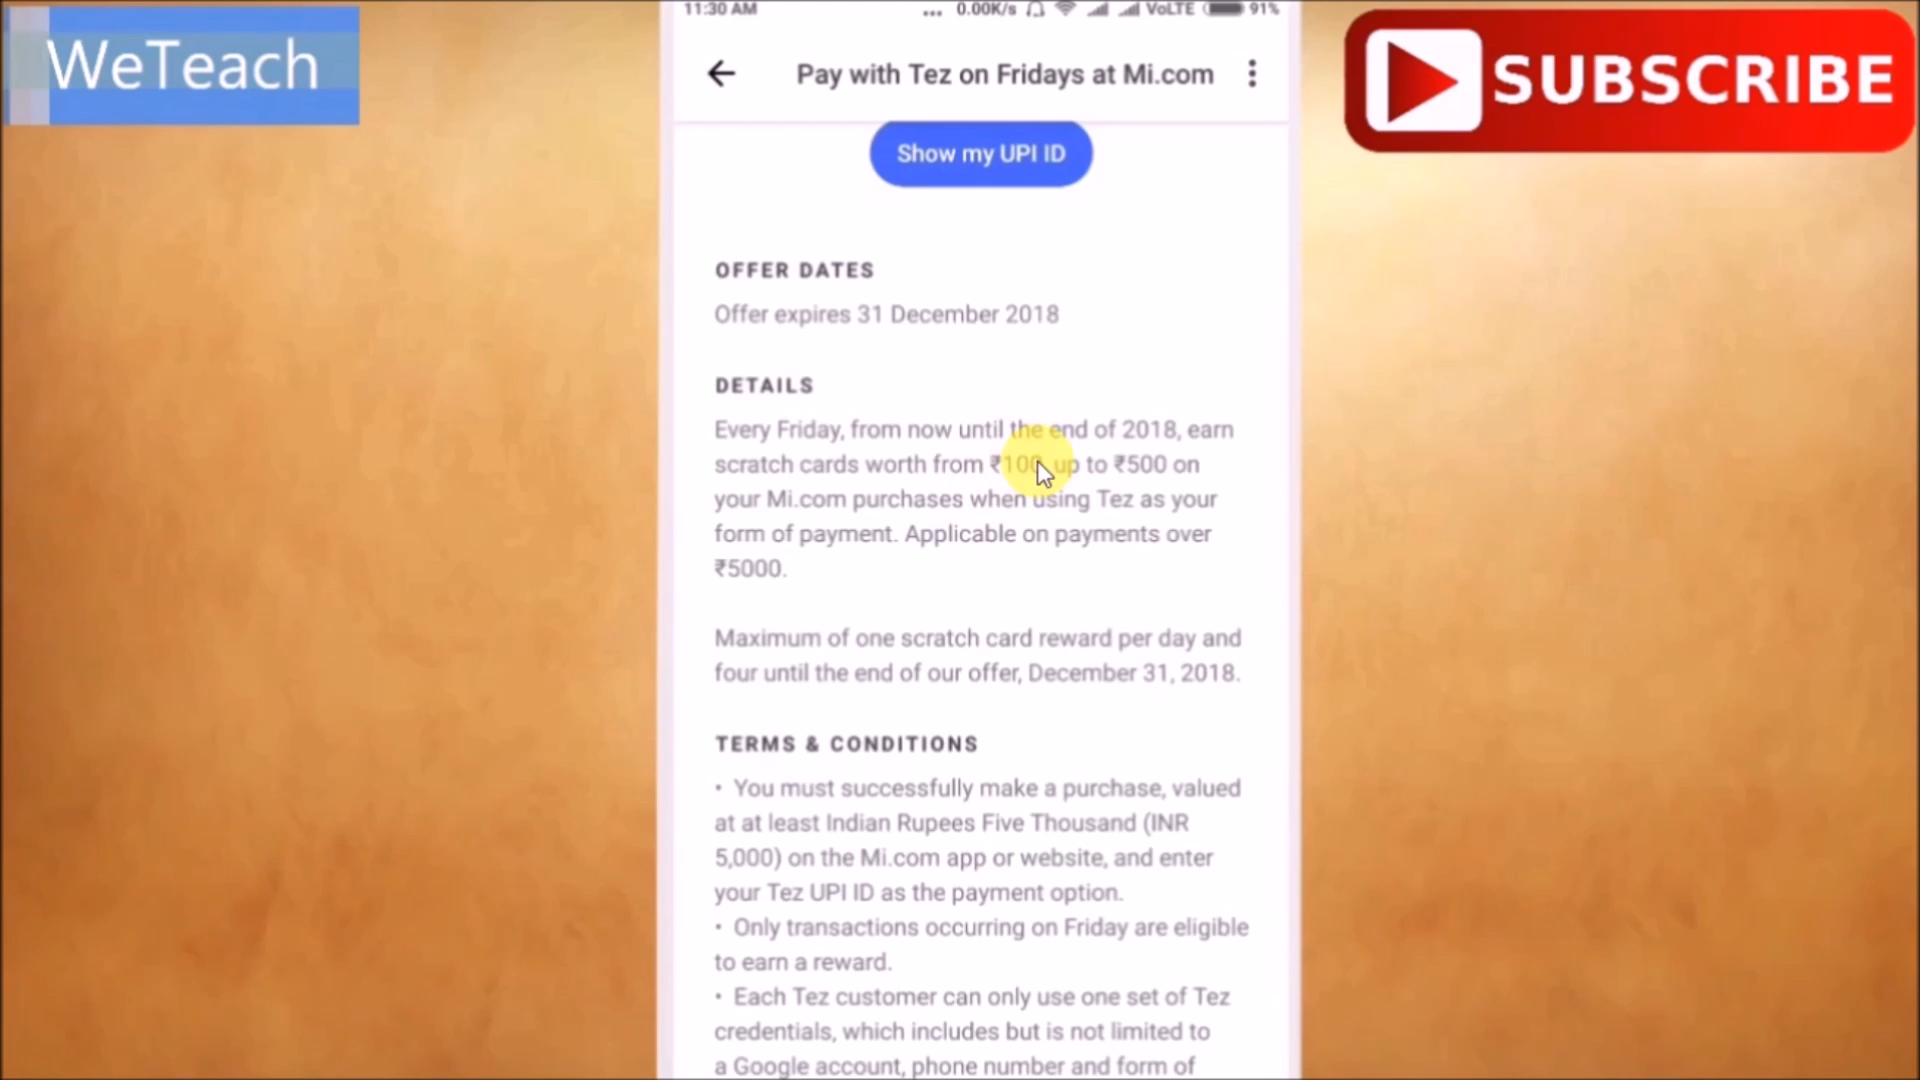 WeTeach
11:30 AM
... 0.00K/s VoLTE 91%
Pay with Tez on Fridays at Mi.com
SUBSCRIBE
Show my UPI ID
OFFER DATES
Offer expires 31 December 2018
DETAILS
Every Friday, from now until the end of 2018, earn
scratch cards worth from ₹100 up to ₹500 on
your Mi.com purchases when using Tez as your
form of payment. Applicable on payments over
₹5000.
Maximum of one scratch card reward per day and
four until the end of our offer, December 31, 2018.
TERMS & CONDITIONS
• You must successfully make a purchase, valued
at at least Indian Rupees Five Thousand (INR
5,000) on the Mi.com app or website, and enter
your Tez UPI ID as the payment option.
• Only transactions occurring on Friday are eligible
to earn a reward.
• Each Tez customer can only use one set of Tez
credentials, which includes but is not limited to
a Google account, phone number and form of